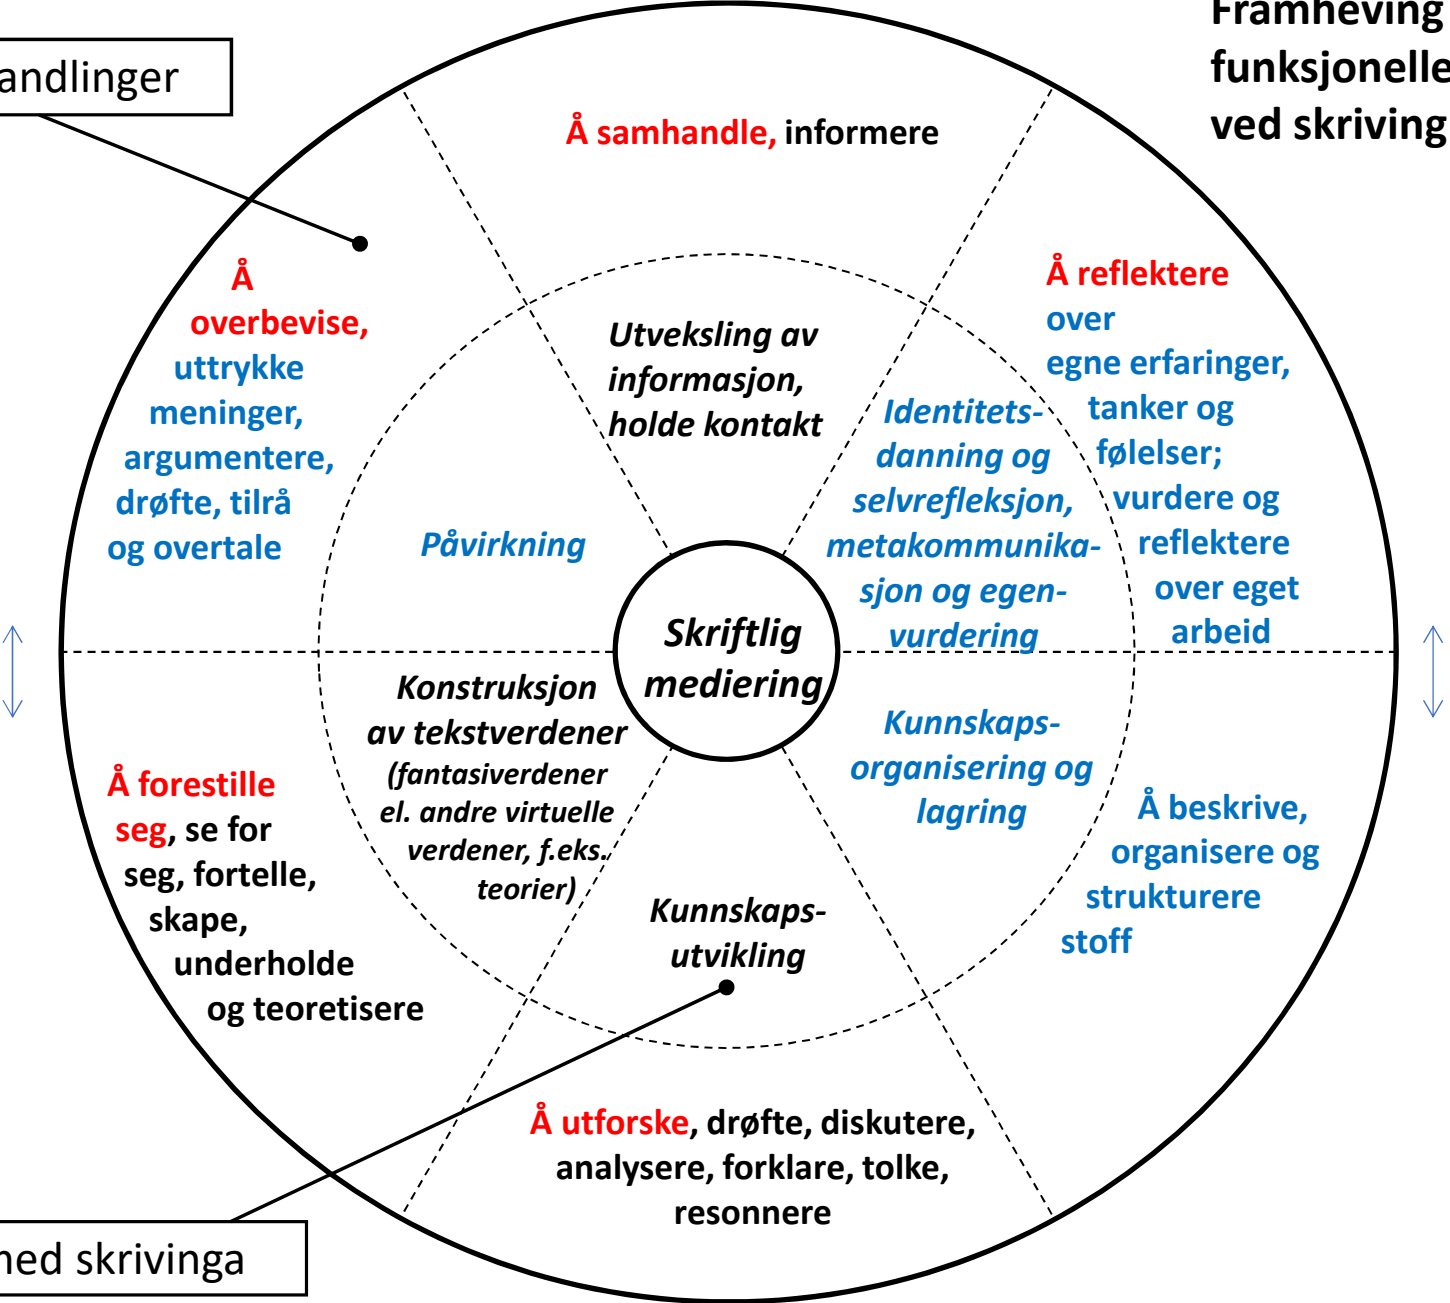 Framheving
funksjonelle
ved skriving
andlinger
Å samhandle, informere
Å
overbevise,
uttrykke
meninger,
argumentere,
drøfte, tilrå
og overtale
Påvirkning
Utveksling av
informasjon,
holde kontakt
Identitets-
danning og
selvrefleksjon,
metakommunika-
sjon og egen-
vurdering
Å reflektere
over
egne erfaringer,
tanker og
følelser;
vurdere og
reflektere
over eget
arbeid
Skriftlig
mediering
Konstruksjon
av tekstverdener
(fantasiverdener
el. andre virtuelle
verdener, f.eks.
teorier)
Kunnskaps-
organisering og
lagring
Å forestille
seg, se for
seg, fortelle,
skape,
underholde
og teoretisere
Kunnskaps-
utvikling
Å beskrive,
organisere og
strukturere
stoff
Å utforske, drøfte, diskutere,
analysere, forklare, tolke,
resonnere
ned skrivinga